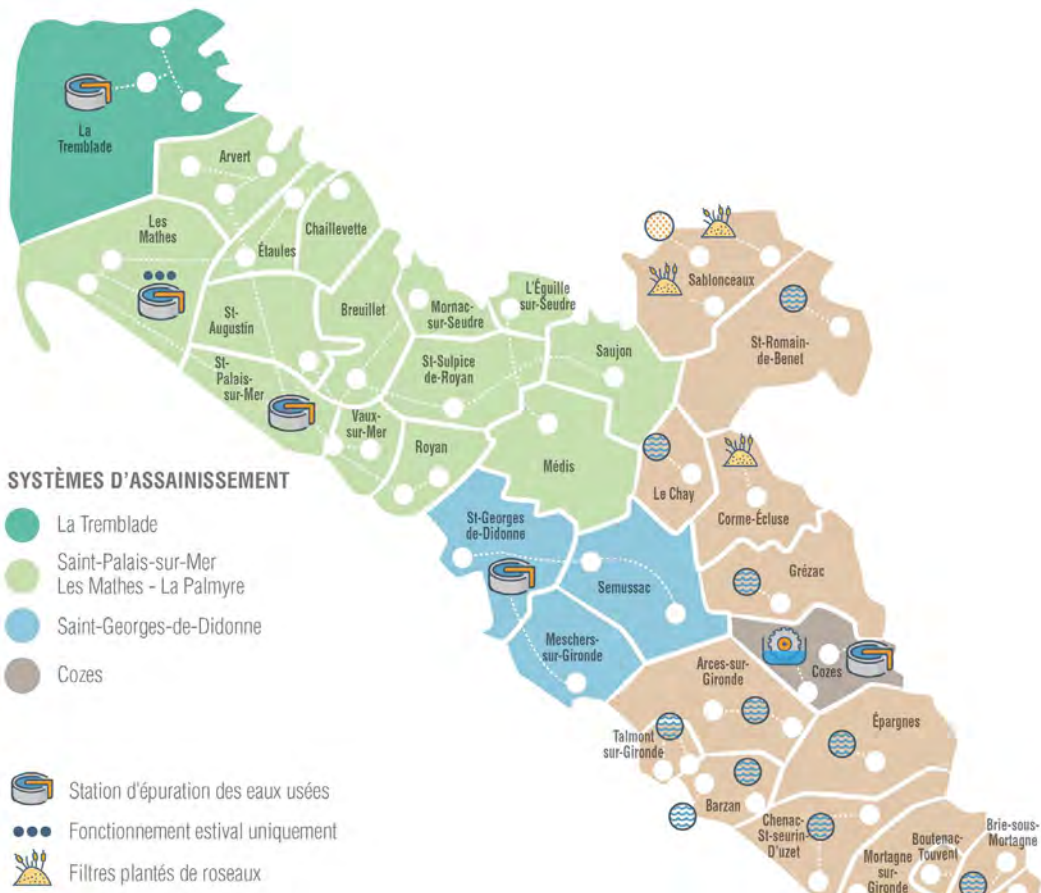 La
Tremblade
Arvert
Les
Mathes
Étaules
Chaillevette
St-
Augustin
Breuillet
Mornac-
sur-Seudre
L'Éguille
sur-Seudre
Sablonceaux
St-Romain-
de-Benet
St-
Palais-
sur-Mer
St-Sulpice
de-Royan
Saujon
Vaux-
sur-Mer
Royan
Médis
Le Chay
Corme-Écluse
SYSTÈMES D'ASSAINISSEMENT
La Tremblade
Saint-Palais-sur-Mer
Les Mathes - La Palmyre
Saint-Georges-de-Didonne
Cozes
St-Georges
de-Didonne
Semussac
Grézac
Meschers-
sur-Gironde
Cozes
Arces-sur-
Gironde
Talmont
sur-Gironde
Épargnes
Barzan
Chenac-
St-seurin-
D'uzet
Mortagne
sur-
Gironde
Boutenac-
Touvent
Brie-sous-
Mortagne
Station d'épuration des eaux usées
Fonctionnement estival uniquement
Filtres plantés de roseaux